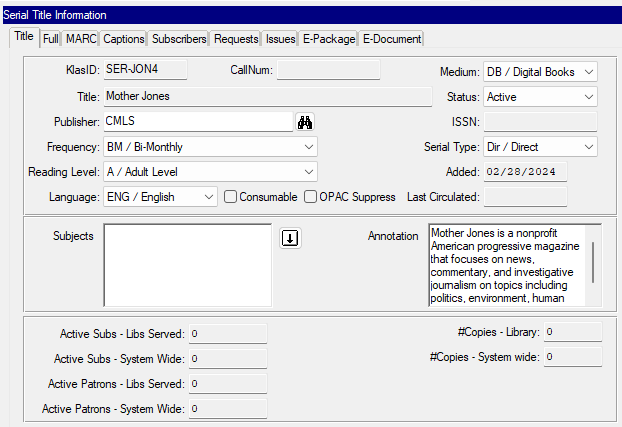 Serial Title Information
Title Full MARC Captions Subscribers Requests Issues E-Package E-Document
KlasID: SER-JON4 CallNum: Medium: DB / Digital Books
Title: Mother Jones Status: Active
Publisher: CMLS ISSN:
Frequency: BM / Bi-Monthly Serial Type: Dir / Direct
Reading Level: A / Adult Level Added: 02/28/2024
Language: ENG / English Consumable OPAC Suppress Last Circulated:
Subjects Annotation Mother Jones is a nonprofit
American progressive magazine
that focuses on news,
commentary, and investigative
journalism on topics including
politics, environment, human
Active Subs - Libs Served: 0 #Copies - Library: 0
Active Subs - System Wide: 0 #Copies - System wide: 0
Active Patrons - Libs Served: 0
Active Patrons - System Wide: 0